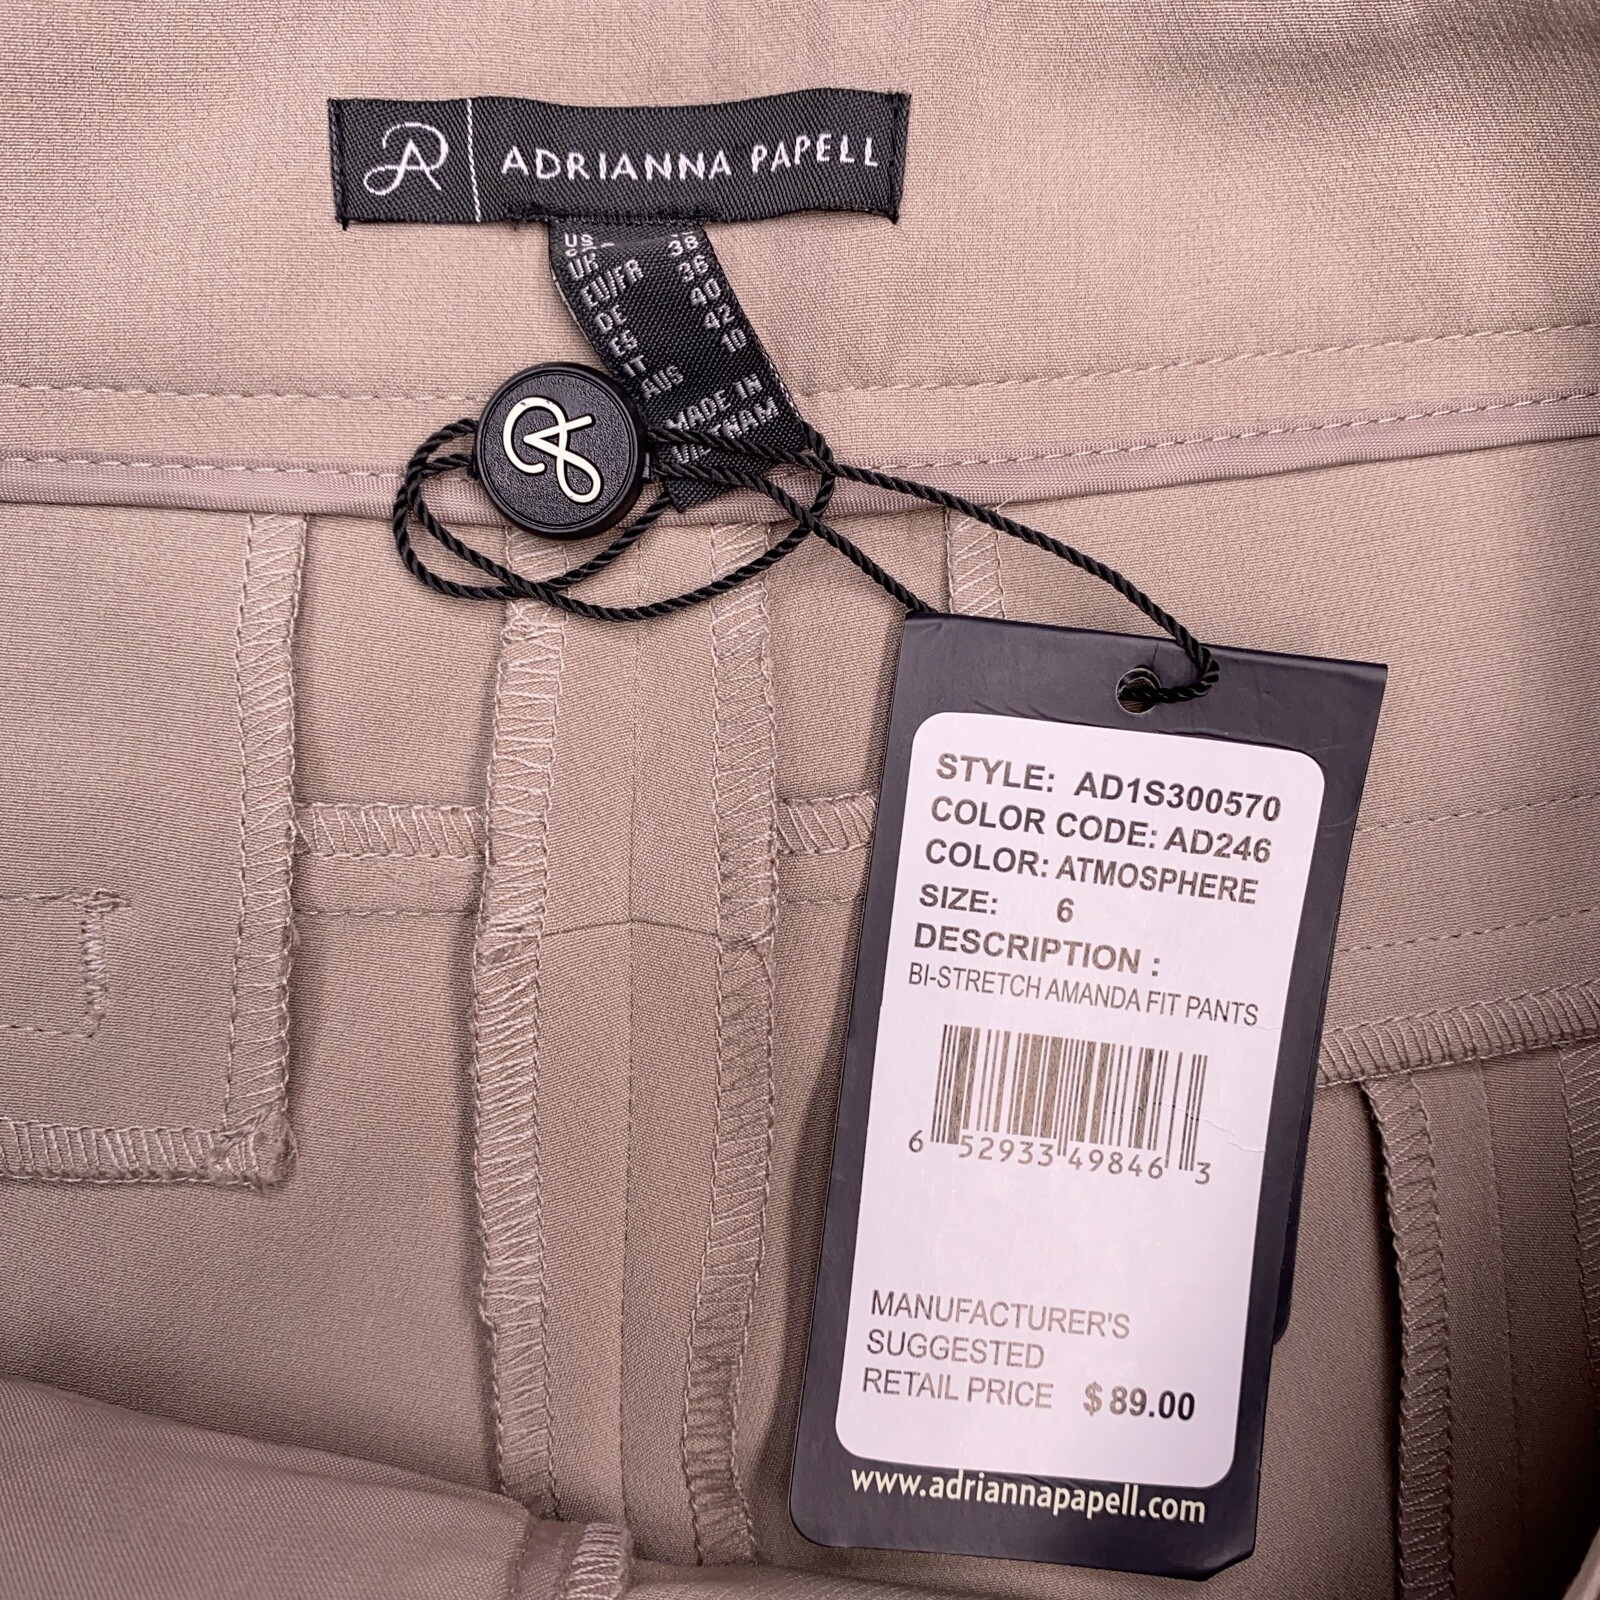 ADRIANNA PAPELL
US
UK 38
EU/FR 36
DE 40
ES 42
IT 10
AUS
MADE IN
VIETNAM
STYLE: AD1S300570
COLOR CODE: AD246
COLOR: ATMOSPHERE
SIZE: 6
DESCRIPTION :
BI-STRETCH AMANDA FIT PANTS
6 52933 49846 3
MANUFACTURER'S
SUGGESTED
RETAIL PRICE $ 89.00
www.adriannapapell.com